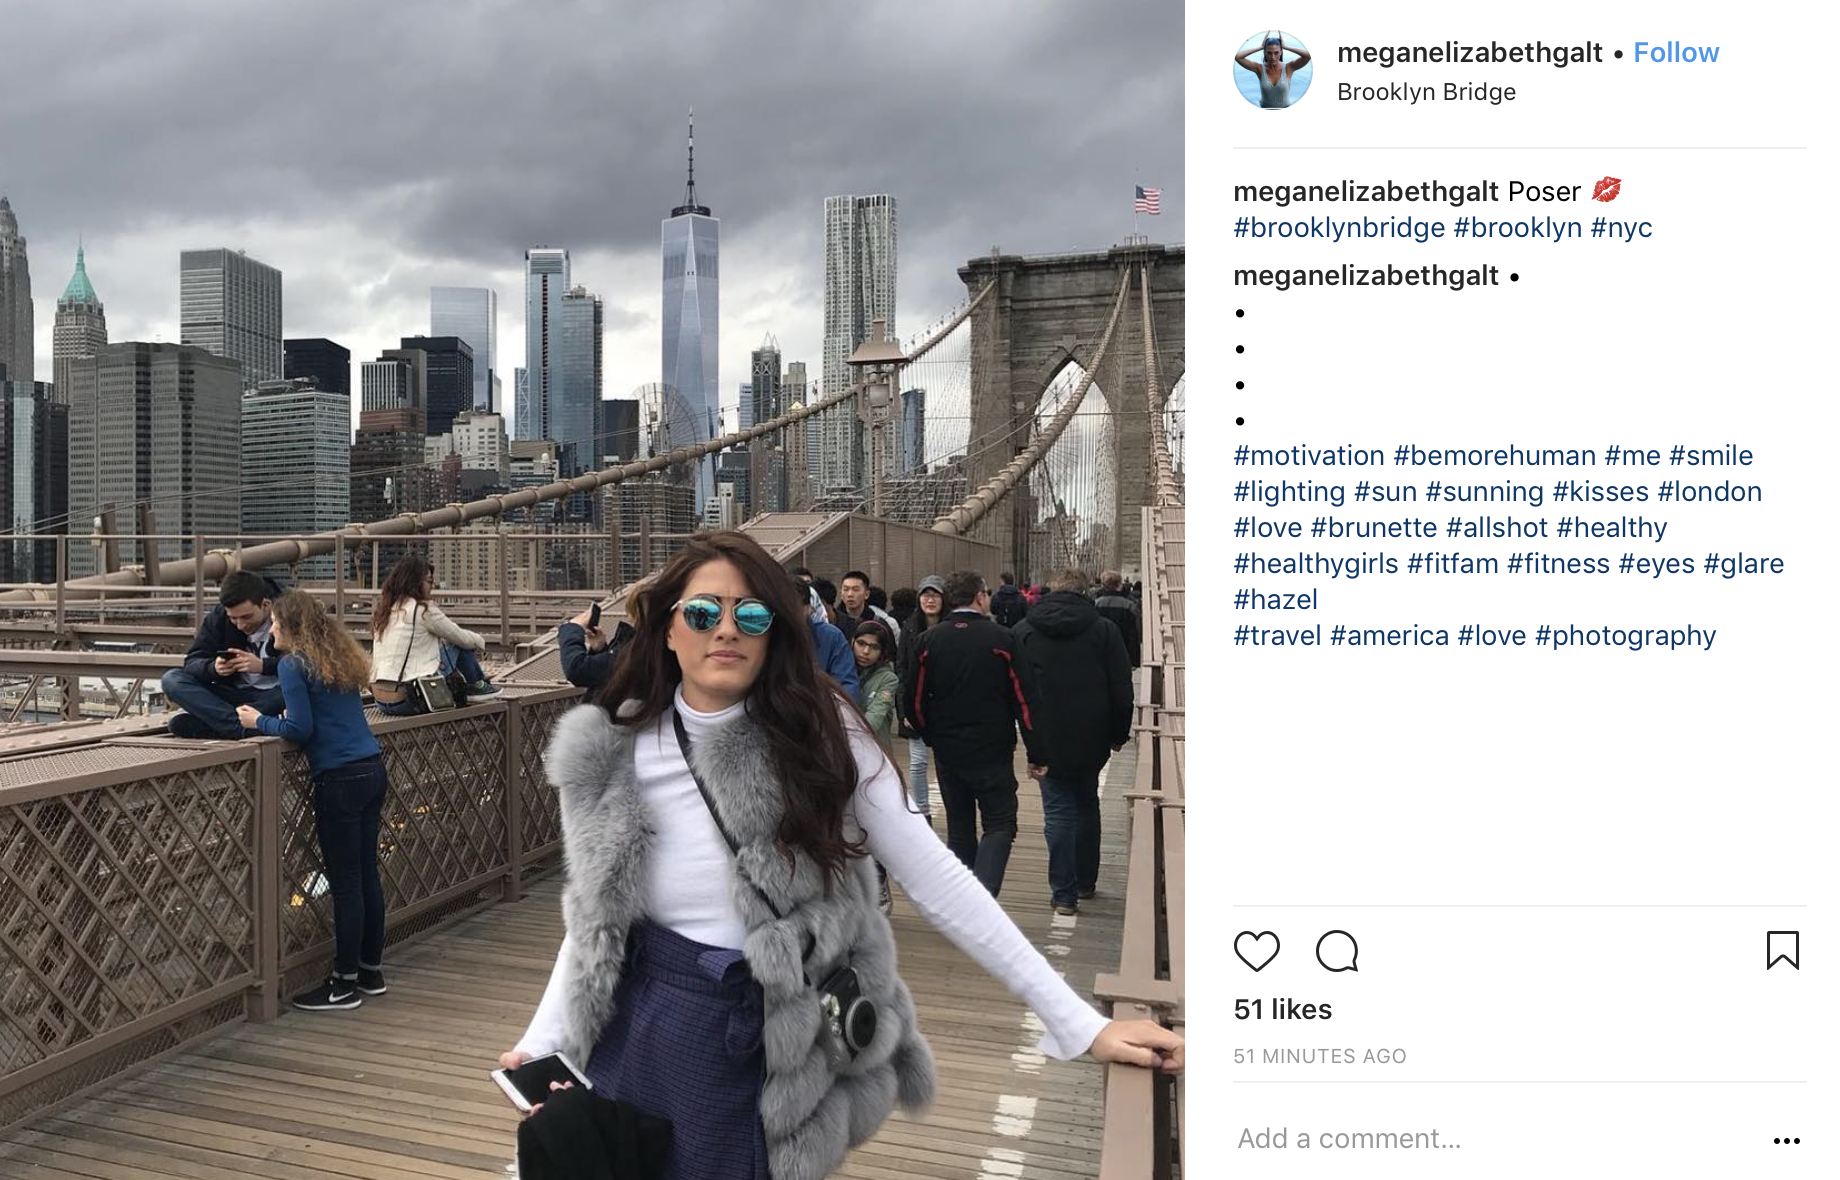 meganelizabethgalt • Follow
Brooklyn Bridge
meganelizabethgalt Poser 💋
#brooklynbridge #brooklyn #nyc
meganelizabethgalt •
•
•
•
•
#motivation #bemorehuman #me #smile
#lighting #sun #sunning #kisses #london
#love #brunette #allshot #healthy
#healthygirls #fitfam #fitness #eyes #glare
#hazel
#travel #america #love #photography
51 likes
51 MINUTES AGO
Add a comment...